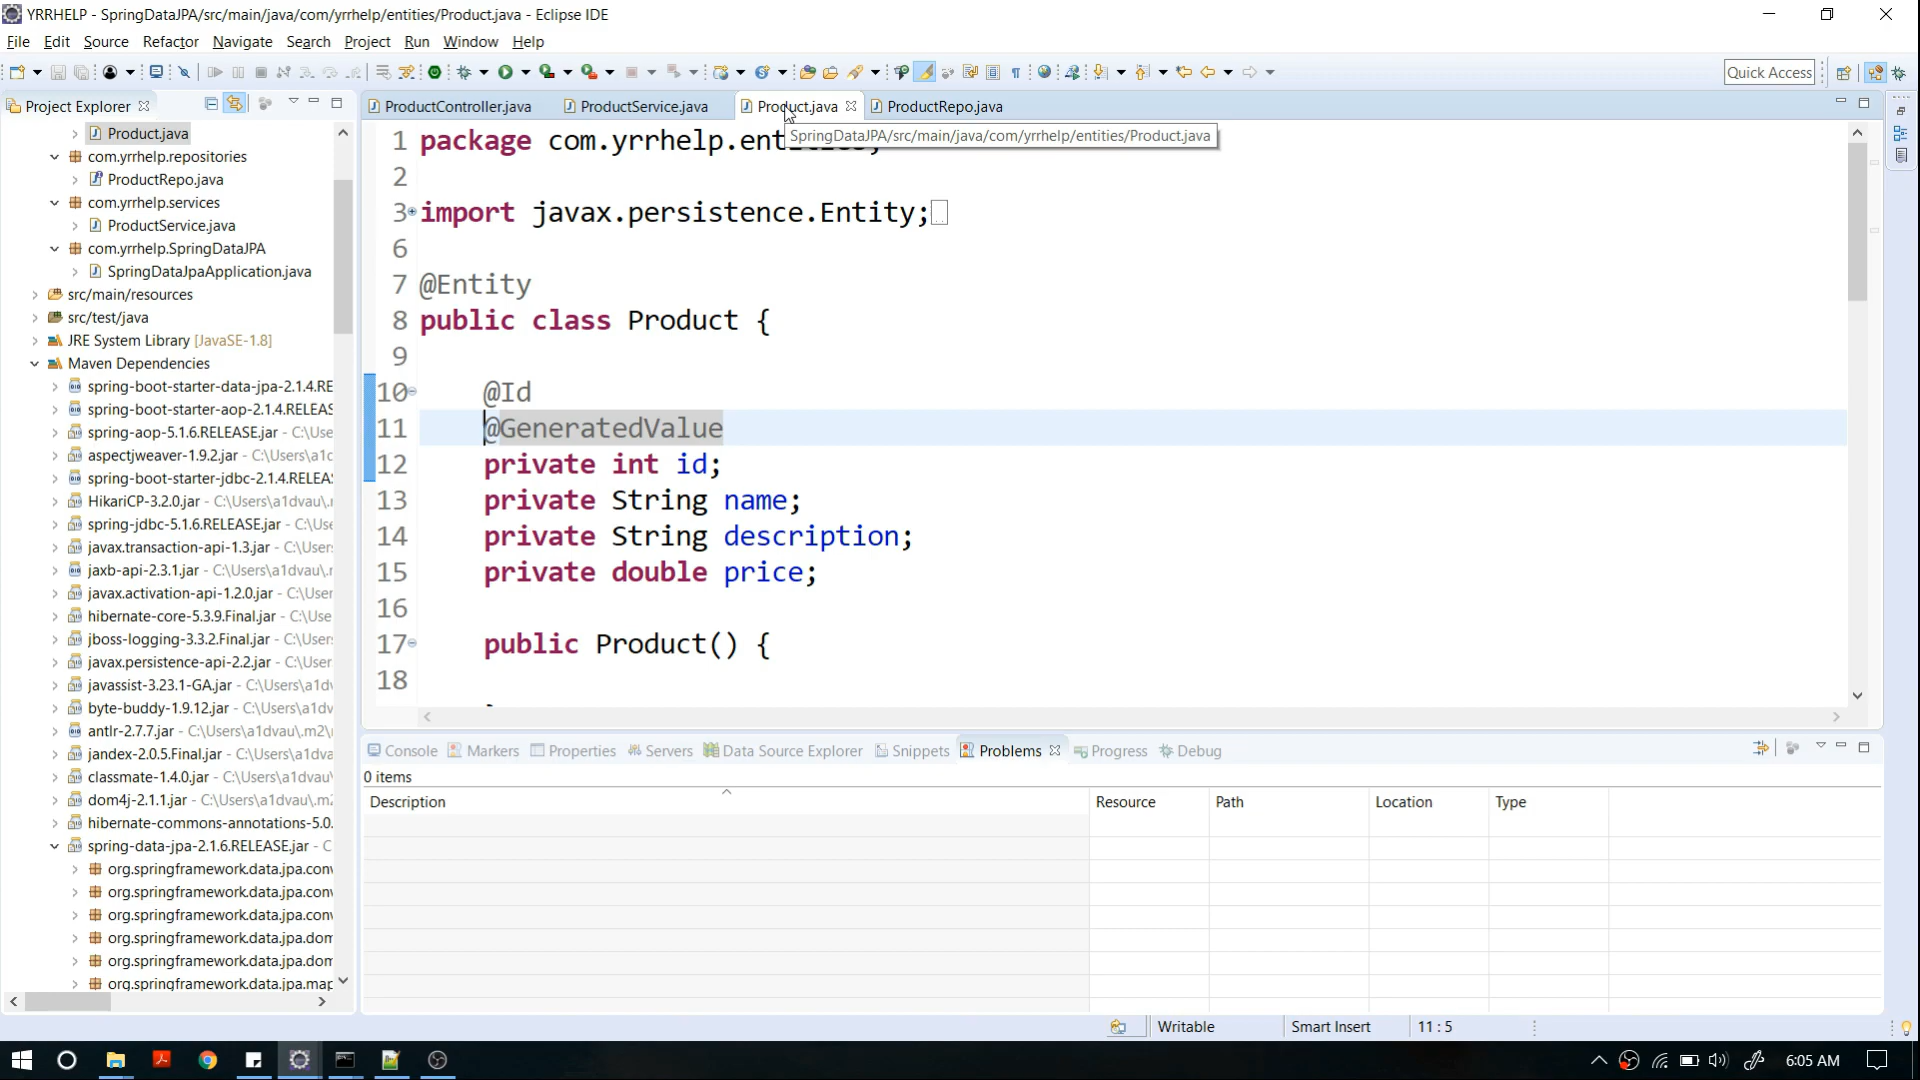 YRRHELP - SpringDataJPA/src/main/java/com/yrrhelp/entities/Product.java - Eclipse IDE
File Edit Source Refactor Navigate Search Project Run Window Help
Quick Access
Project Explorer
ProductController.java ProductService.java Product.java ProductRepo.java
SpringDataJPA/src/main/java/com/yrrhelp/entities/Product.java
Product.java
com.yrrhelp.repositories
ProductRepo.java
com.yrrhelp.services
ProductService.java
com.yrrhelp.SpringDataJPA
SpringDataJpaApplication.java
src/main/resources
src/test/java
JRE System Library [JavaSE-1.8]
Maven Dependencies
spring-boot-starter-data-jpa-2.1.4.RE
spring-boot-starter-aop-2.1.4.RELEAS
spring-aop-5.1.6.RELEASE.jar - C:\Use
aspectjweaver-1.9.2.jar - C:\Users\a1d
spring-boot-starter-jdbc-2.1.4.RELEA
HikariCP-3.2.0.jar - C:\Users\a1dvau\.
spring-jdbc-5.1.6.RELEASE.jar - C:\Use
javax.transaction-api-1.3.jar - C:\User
jaxb-api-2.3.1.jar - C:\Users\a1dvau\.
javax.activation-api-1.2.0.jar - C:\User
hibernate-core-5.3.9.Final.jar - C:\Use
jboss-logging-3.3.2.Final.jar - C:\User
javax.persistence-api-2.2.jar - C:\User
javassist-3.23.1-GA.jar - C:\Users\a1d
byte-buddy-1.9.12.jar - C:\Users\a1dv
antlr-2.7.7.jar - C:\Users\a1dvau\.m2\
jandex-2.0.5.Final.jar - C:\Users\a1dva
classmate-1.4.0.jar - C:\Users\a1dvau\
dom4j-2.1.1.jar - C:\Users\a1dvau\.m
hibernate-commons-annotations-5.0.
spring-data-jpa-2.1.6.RELEASE.jar - C
org.springframework.data.jpa.con
org.springframework.data.jpa.con
org.springframework.data.jpa.con
org.springframework.data.jpa.don
org.springframework.data.jpa.don
org.springframework.data.jpa.map
1 package com.yrrhelp.ent
2
3 import javax.persistence.Entity;
6
7 @Entity
8 public class Product {
9
10 @Id
11 @GeneratedValue
12 private int id;
13 private String name;
14 private String description;
15 private double price;
16
17 public Product() {
18
Console Markers Properties Servers Data Source Explorer Snippets Problems Progress Debug
0 items
Description Resource Path Location Type
Writable Smart Insert 11 : 5
6:05 AM